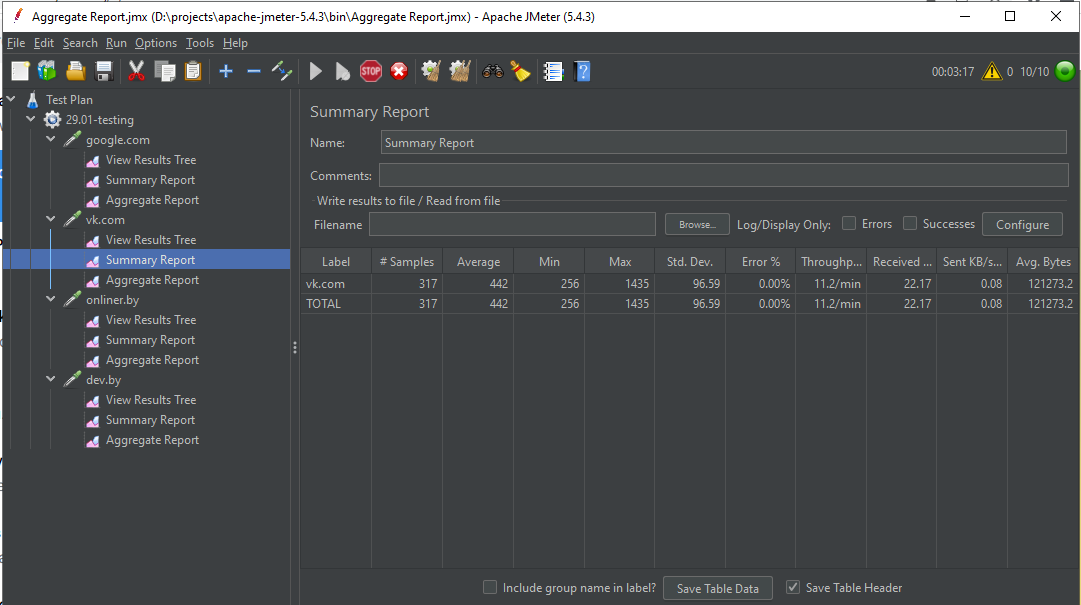 Aggregate Report.jmx (D:\projects\apache-jmeter-5.4.3\bin\Aggregate Report.jmx) - Apache JMeter (5.4.3)
File Edit Search Run Options Tools Help
STOP
00:03:17 0 10/10
Test Plan
29.01-testing
google.com
View Results Tree
Summary Report
Aggregate Report
vk.com
View Results Tree
Summary Report
Aggregate Report
onliner.by
View Results Tree
Summary Report
Aggregate Report
dev.by
View Results Tree
Summary Report
Aggregate Report
Summary Report
Name: Summary Report
Comments:
Write results to file / Read from file
Filename Browse... Log/Display Only: Errors Successes Configure
Label # Samples Average Min Max Std. Dev. Error % Throughp... Received ... Sent KB/s... Avg. Bytes
vk.com 317 442 256 1435 96.59 0.00% 11.2/min 22.17 0.08 121273.2
TOTAL 317 442 256 1435 96.59 0.00% 11.2/min 22.17 0.08 121273.2
Include group name in label? Save Table Data Save Table Header